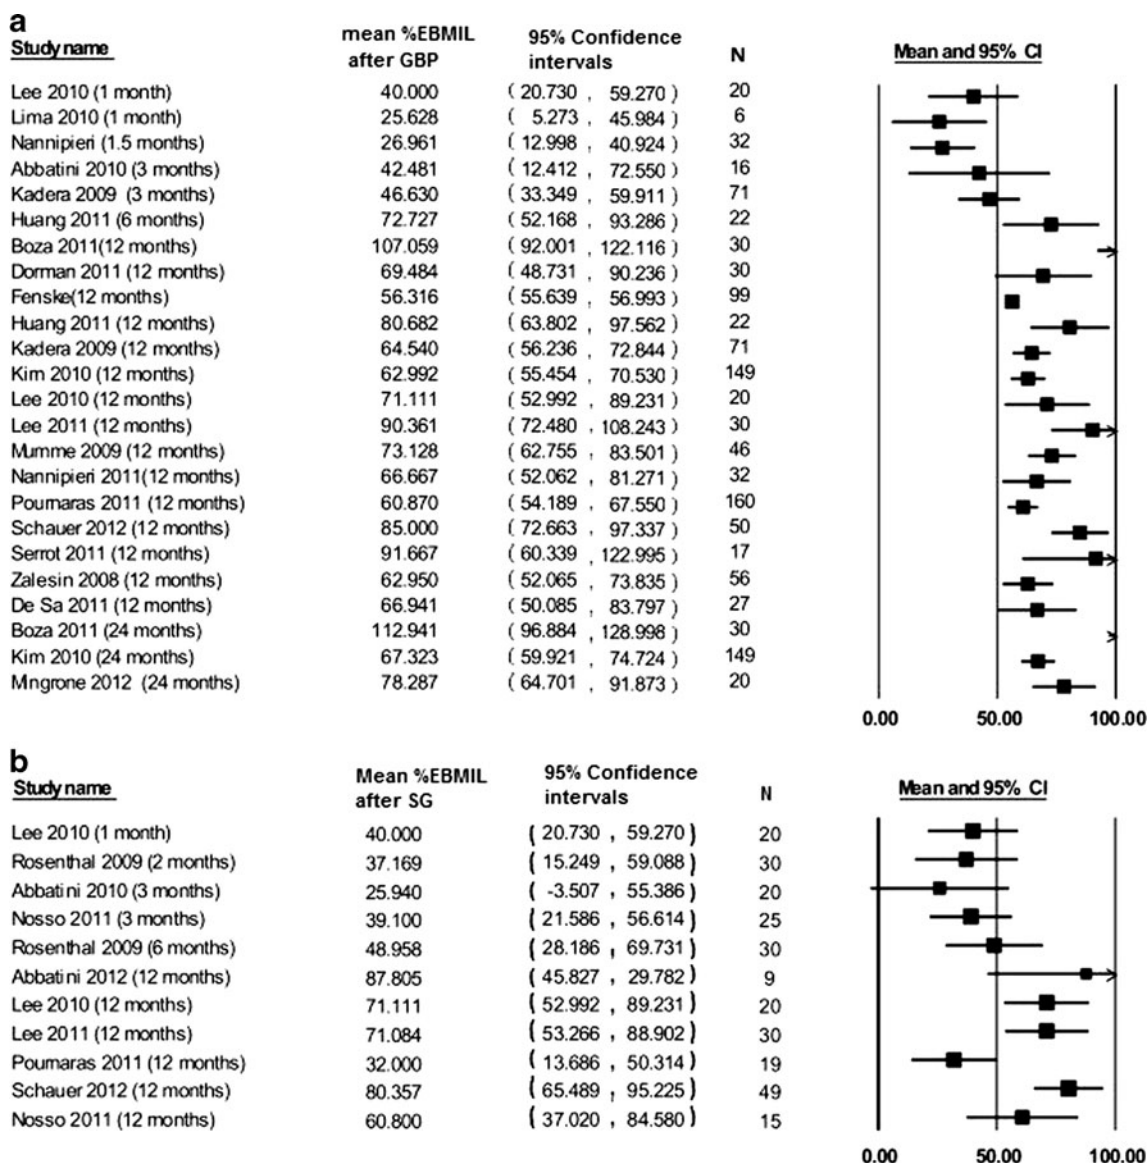 a
Study name mean %EBMIL after GBP 95% Confidence intervals N Mean and 95% CI
Lee 2010 (1 month) 40.000 ( 20.730 , 59.270 ) 20
Lima 2010 (1 month) 25.628 ( 5.273 , 45.984 ) 6
Nannipieri (1.5 months) 26.961 ( 12.998 , 40.924 ) 32
Abbatini 2010 (3 months) 42.481 ( 12.412 , 72.550 ) 16
Kadera 2009 (3 months) 46.630 ( 33.349 , 59.911 ) 71
Huang 2011 (6 months) 72.727 ( 52.168 , 93.286 ) 22
Boza 2011(12 months) 107.059 ( 92.001 , 122.116 ) 30
Dorman 2011 (12 months) 69.484 ( 48.731 , 90.236 ) 30
Fenske(12 months) 56.316 ( 55.639 , 56.993 ) 99
Huang 2011 (12 months) 80.682 ( 63.802 , 97.562 ) 22
Kadera 2009 (12 months) 64.540 ( 56.236 , 72.844 ) 71
Kim 2010 (12 months) 62.992 ( 55.454 , 70.530 ) 149
Lee 2010 (12 months) 71.111 ( 52.992 , 89.231 ) 20
Lee 2011 (12 months) 90.361 ( 72.480 , 108.243 ) 30
Mumme 2009 (12 months) 73.128 ( 62.755 , 83.501 ) 46
Nannipieri 2011(12 months) 66.667 ( 52.062 , 81.271 ) 32
Pournaras 2011 (12 months) 60.870 ( 54.189 , 67.550 ) 160
Schauer 2012 (12 months) 85.000 ( 72.663 , 97.337 ) 50
Serrot 2011 (12 months) 91.667 ( 60.339 , 122.995 ) 17
Zalesin 2008 (12 months) 62.950 ( 52.065 , 73.835 ) 56
De Sa 2011 (12 months) 66.941 ( 50.085 , 83.797 ) 27
Boza 2011 (24 months) 112.941 ( 96.884 , 128.998 ) 30
Kim 2010 (24 months) 67.323 ( 59.921 , 74.724 ) 149
Mingrone 2012 (24 months) 78.287 ( 64.701 , 91.873 ) 20
0.00 50.00 100.00
b
Study name Mean %EBMIL after SG 95% Confidence intervals N Mean and 95% CI
Lee 2010 (1 month) 40.000 ( 20.730 , 59.270 ) 20
Rosenthal 2009 (2 months) 37.169 ( 15.249 , 59.088 ) 30
Abbatini 2010 (3 months) 25.940 ( -3.507 , 55.386 ) 20
Nosso 2011 (3 months) 39.100 ( 21.586 , 56.614 ) 25
Rosenthal 2009 (6 months) 48.958 ( 28.186 , 69.731 ) 30
Abbatini 2012 (12 months) 87.805 ( 45.827 , 29.782 ) 9
Lee 2010 (12 months) 71.111 ( 52.992 , 89.231 ) 20
Lee 2011 (12 months) 71.084 ( 53.266 , 88.902 ) 30
Pournaras 2011 (12 months) 32.000 ( 13.686 , 50.314 ) 19
Schauer 2012 (12 months) 80.357 ( 65.489 , 95.225 ) 49
Nosso 2011 (12 months) 60.800 ( 37.020 , 84.580 ) 15
0.00 50.00 100.00